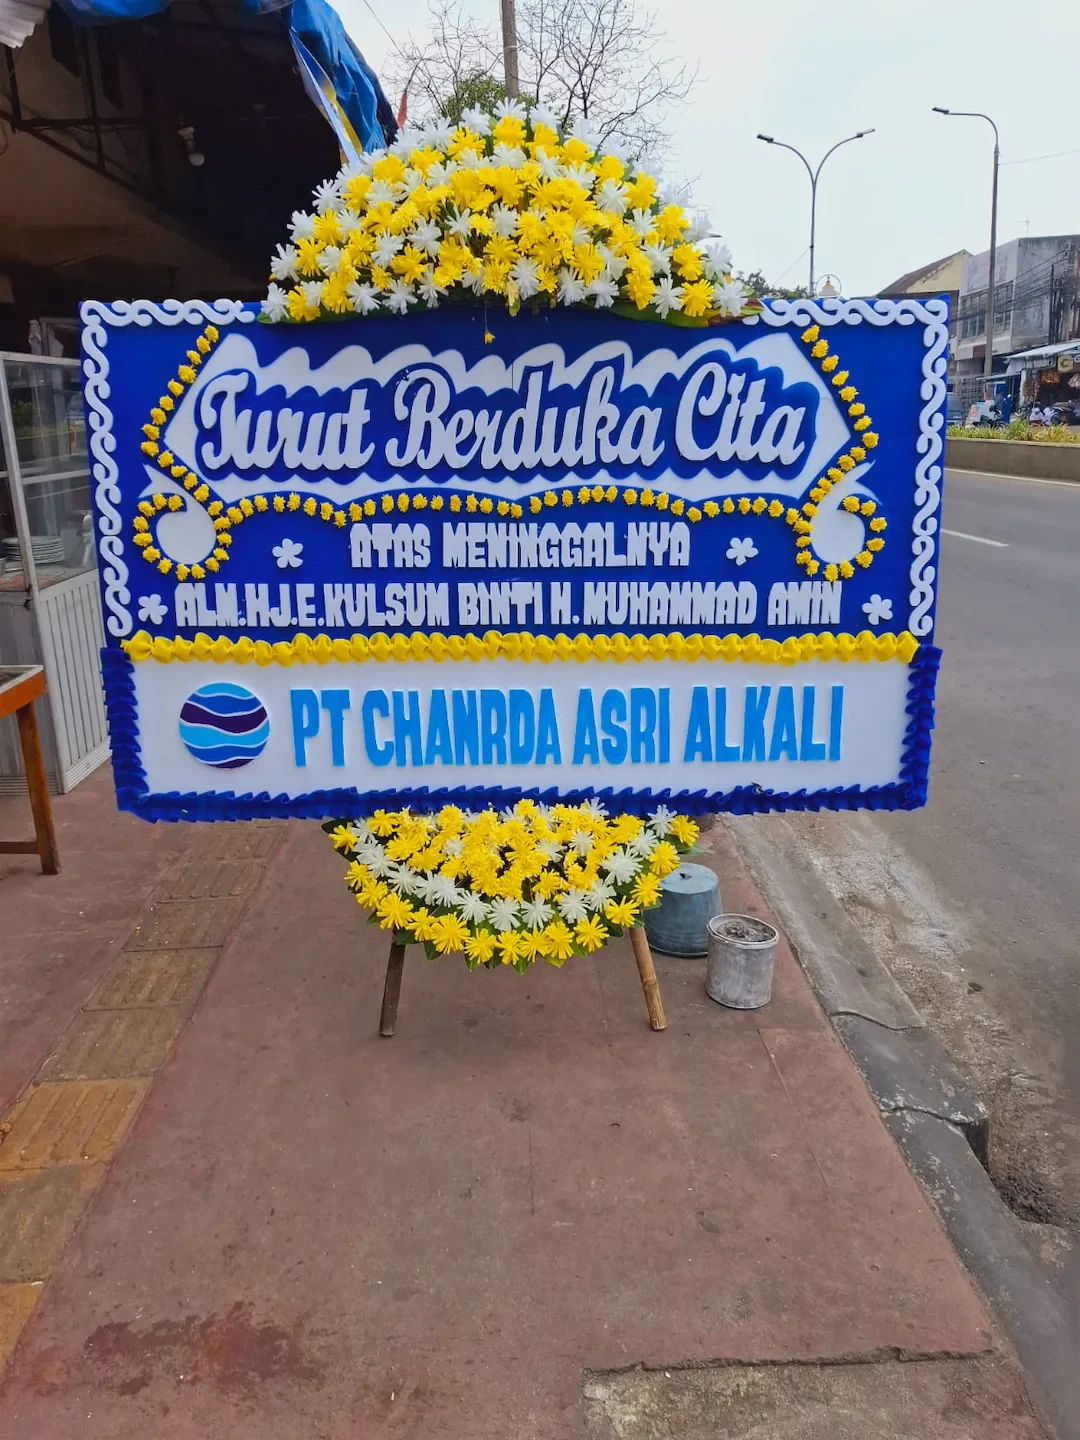 Turut Berduka Cita
ATAS MENINGGALNYA
ALM.HJ.E.KULSUM BINTI H.MUHAMMAD AMIN
PT CHANRDA ASRI ALKALI